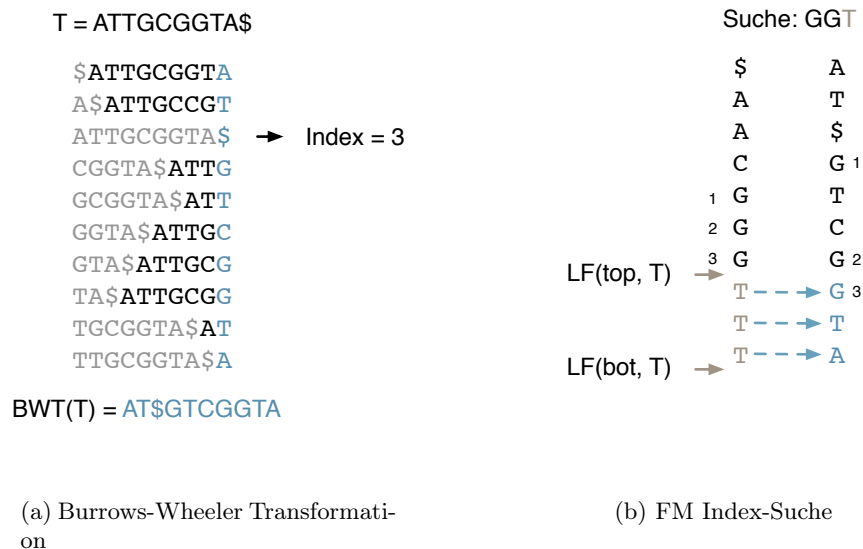 T = ATTGCGGTA$
$ATTGCGGTA
A$ATTGCCGT
ATTGCGGTA$
Index = 3
CGGTA$ATTG
GCGGTA$ATT
GGTA$ATTGC
GTA$ATTGCG
TA$ATTGCGG
TGCGGTA$AT
TTGCGGTA$A
BWT(T) = AT$GTCGGTA
(a) Burrows-Wheeler Transformati-
on
Suche: GGT
$ A
A T
A $
C G 1
1 G T
2 G C
3 G G 2
LF(top, T)
T G 3
T T
T A
LF(bot, T)
(b) FM Index-Suche